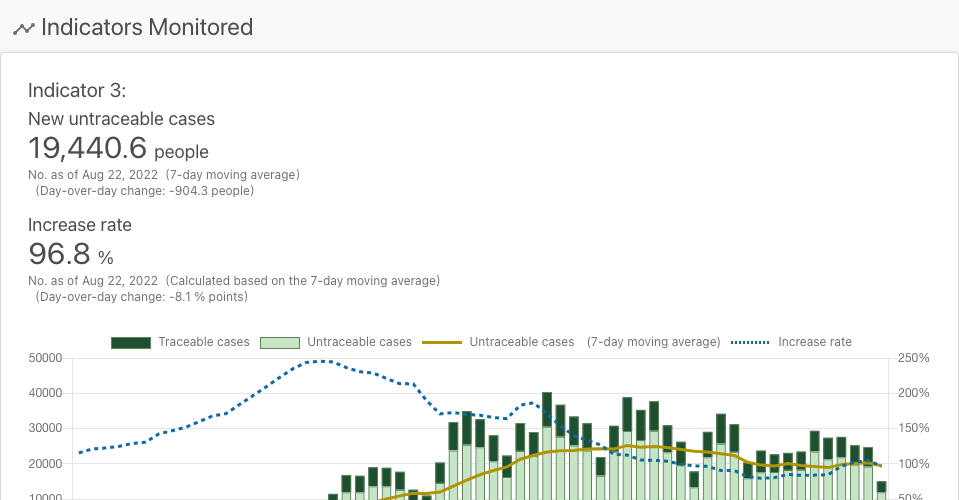 Indicators Monitored
Indicator 3:
New untraceable cases
19,440.6 people
No. as of Aug 22, 2022 (7-day moving average)
(Day-over-day change: -904.3 people)
Increase rate
96.8 %
No. as of Aug 22, 2022 (Calculated based on the 7-day moving average)
(Day-over-day change: -8.1 % points)
Traceable cases Untraceable cases Untraceable cases (7-day moving average) Increase rate
50000 250%
40000 200%
30000 150%
20000 100%
10000 50%